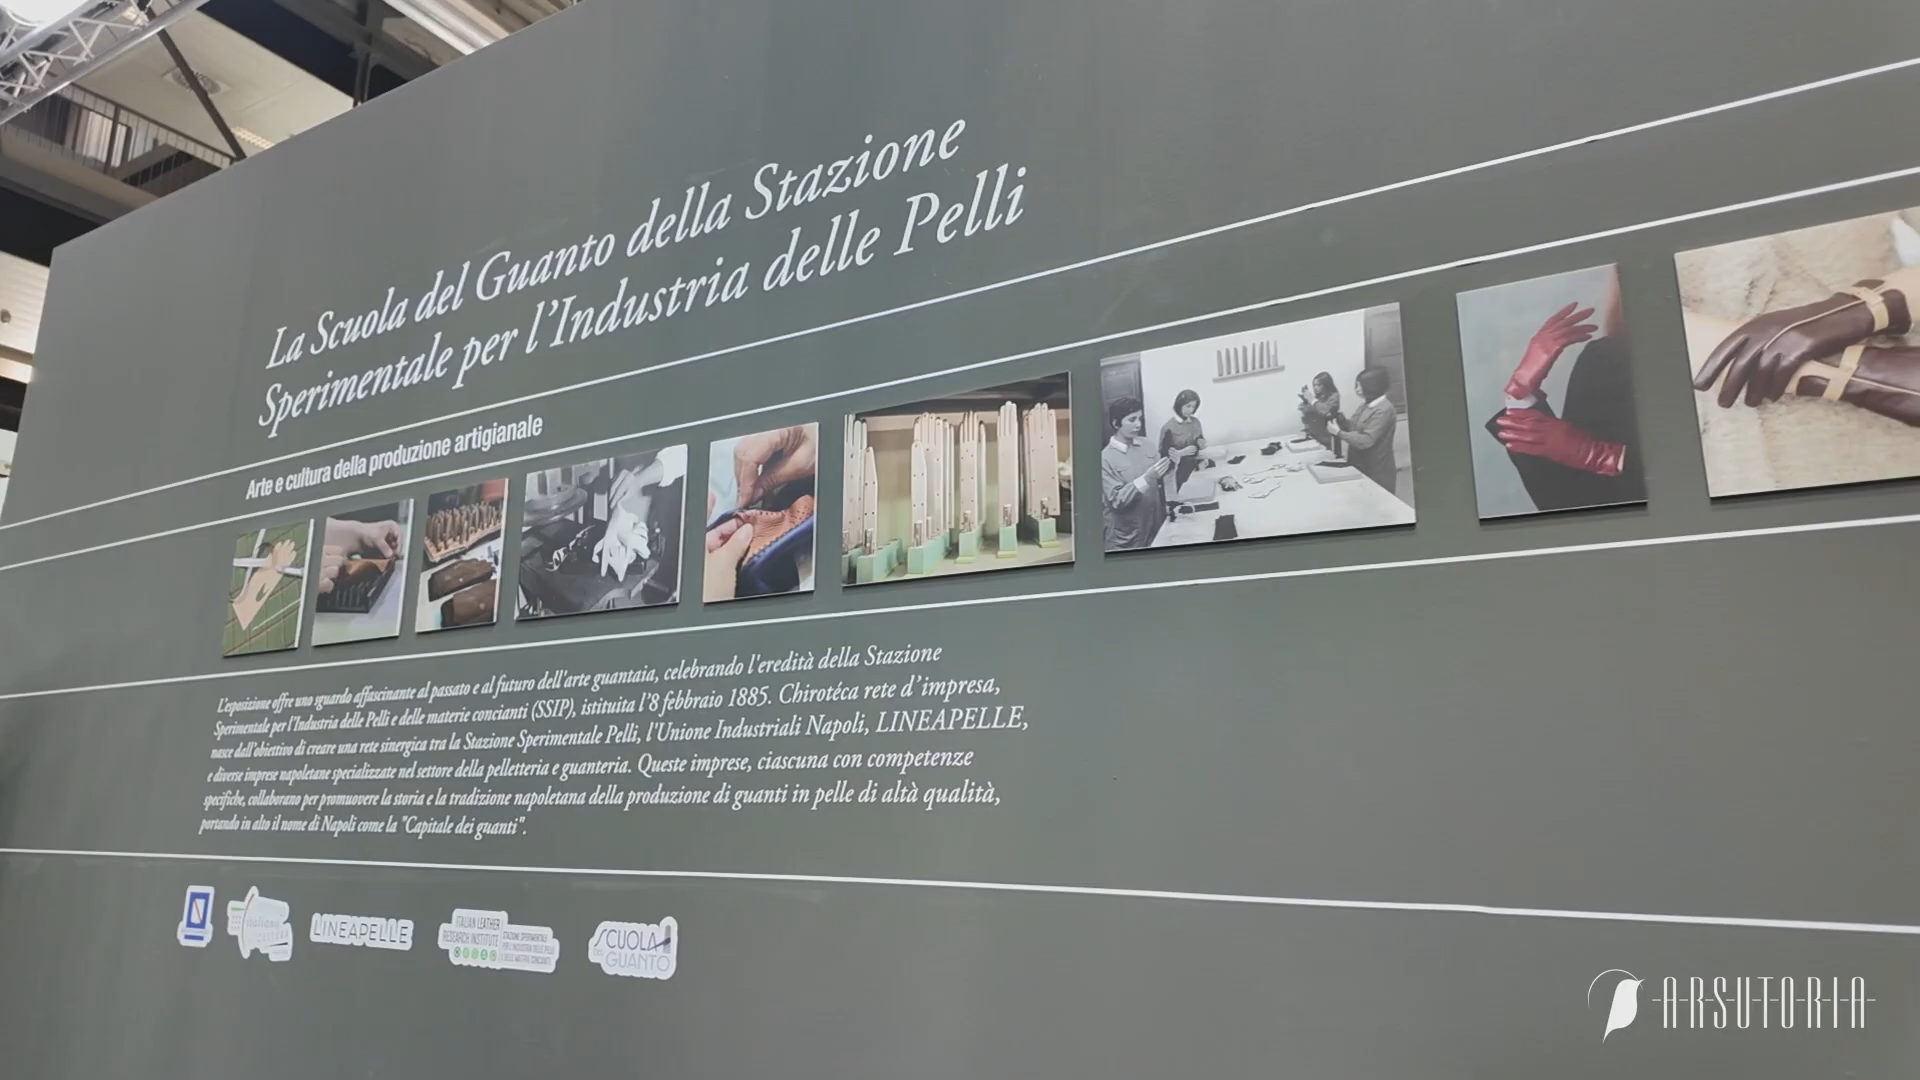 La Scuola del Guanto della Stazione
Sperimentale per l'Industria delle Pelli
Arte e cultura della produzione artigianale
L'esposizione offre uno sguardo affascinante al passato e al futuro dell'arte guantaia, celebrando l'eredità della Stazione
Sperimentale per l'Industria delle Pelli e delle materie concianti (SSIP), istituita l'8 febbraio 1885. Chirotéca rete d'impresa,
nasce dall'obiettivo di creare una rete sinergica tra la Stazione Sperimentale Pelli, l'Unione Industriali Napoli, LINEAPELLE,
e diverse imprese napoletane specializzate nel settore della pelletteria e guanteria. Queste imprese, ciascuna con competenze
specifiche, collaborano per promuovere la storia e la tradizione napoletana della produzione di guanti in pelle di altà qualità,
portando in alto il nome di Napoli come la "Capitale dei guanti".
LINEAPELLE
ITALIAN LEATHER
RESEARCH INSTITUTE
STAZIONE SPERIMENTALE
PER L'INDUSTRIA DELLE PELLI
E DELLE MATERIE CONCIANTI
SCUOLA
DEL GUANTO
ARSUTORIA